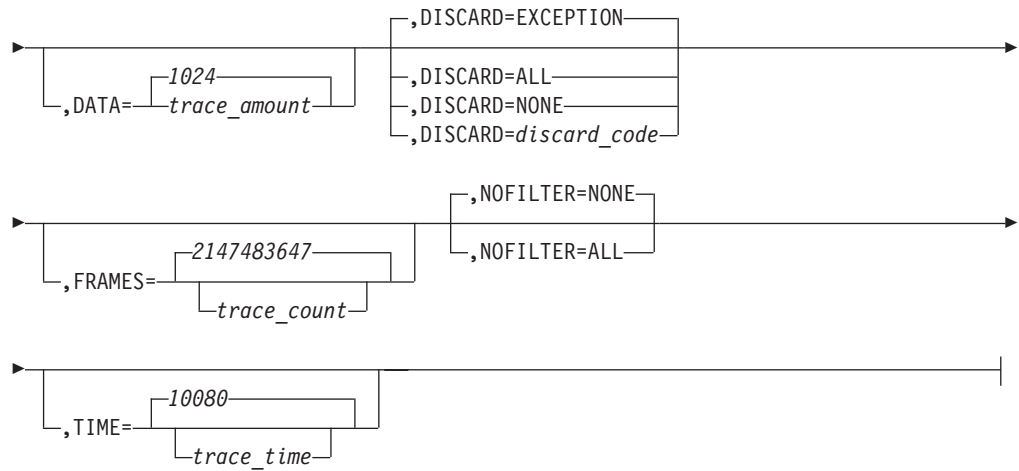 ,DISCARD=EXCEPTION
,DATA= 1024
trace_amount
,DISCARD=ALL
,DISCARD=NONE
,DISCARD=discard_code
,FRAMES= 2147483647
trace_count
,NOFILTER=NONE
,NOFILTER=ALL
,TIME= 10080
trace_time